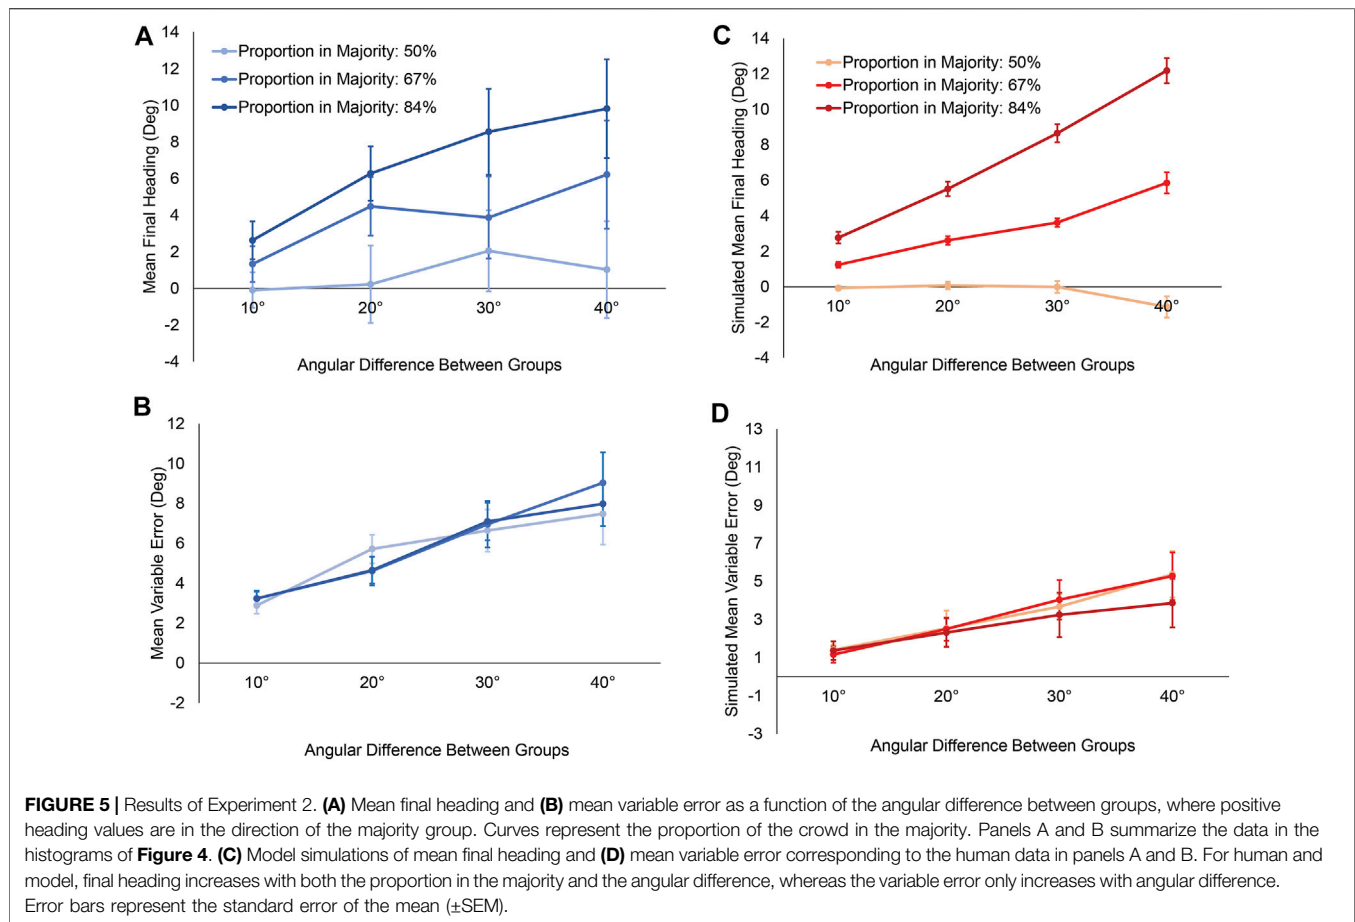 A
Proportion in Majority: 50%
Proportion in Majority: 67%
Proportion in Majority: 84%
Mean Final Heading (Deg)
14
12
10
8
6
4
2
0
-2
-4
10°
20°
30°
40°
Angular Difference Between Groups
C
Proportion in Majority: 50%
Proportion in Majority: 67%
Proportion in Majority: 84%
Simulated Mean Final Heading (Deg)
14
12
10
8
6
4
2
0
-2
-4
10°
20°
30°
40°
Angular Difference Between Groups
B
Mean Variable Error (Deg)
12
10
8
6
4
2
0
-2
10°
20°
30°
40°
Angular Difference Between Groups
D
Simulated Mean Variable Error (Deg)
13
11
9
7
5
3
1
-1
-3
10°
20°
30°
40°
Angular Difference Between Groups
FIGURE 5 | Results of Experiment 2. (A) Mean final heading and (B) mean variable error as a function of the angular difference between groups, where positive
heading values are in the direction of the majority group. Curves represent the proportion of the crowd in the majority. Panels A and B summarize the data in the
histograms of Figure 4. (C) Model simulations of mean final heading and (D) mean variable error corresponding to the human data in panels A and B. For human and
model, final heading increases with both the proportion in the majority and the angular difference, whereas the variable error only increases with angular difference.
Error bars represent the standard error of the mean (±SEM).